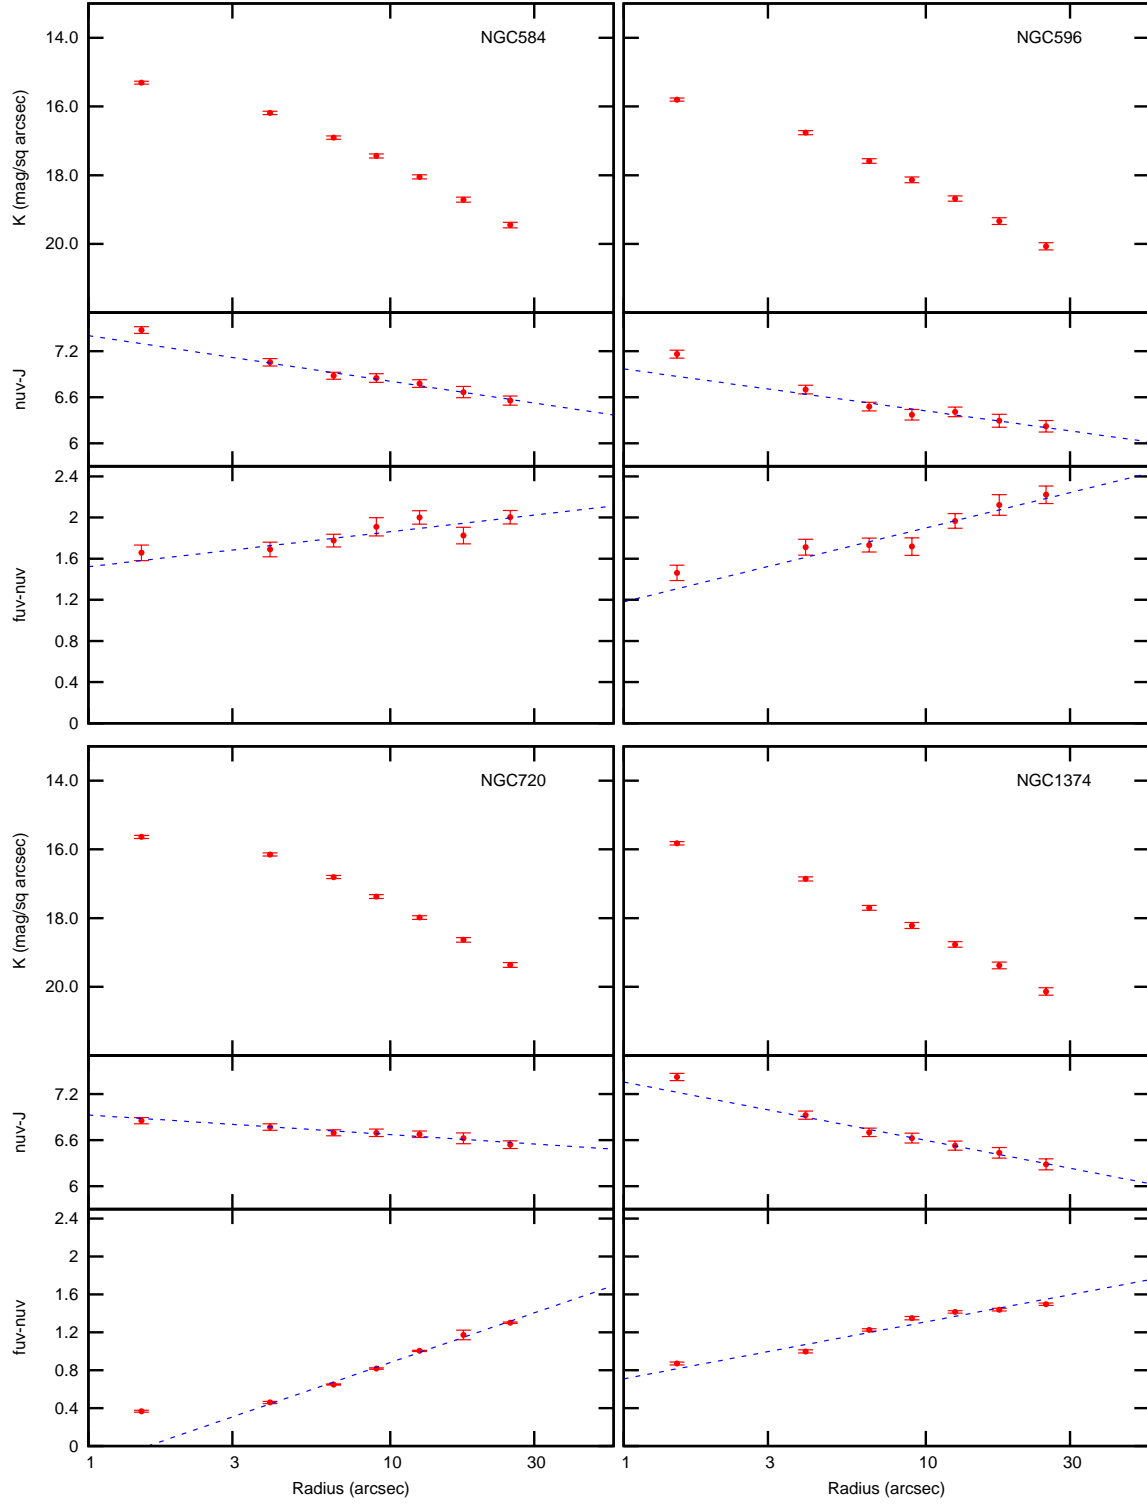 NGC584
14.0
16.0
18.0
20.0
K (mag/sq arcsec)
NGC596
7.2
6.6
6
nuv-J
2.4
2
1.6
1.2
0.8
0.4
0
fuv-nuv
NGC720
14.0
16.0
18.0
20.0
K (mag/sq arcsec)
NGC1374
7.2
6.6
6
nuv-J
2.4
2
1.6
1.2
0.8
0.4
0
fuv-nuv
1 3 10 30
Radius (arcsec)
1 3 10 30
Radius (arcsec)